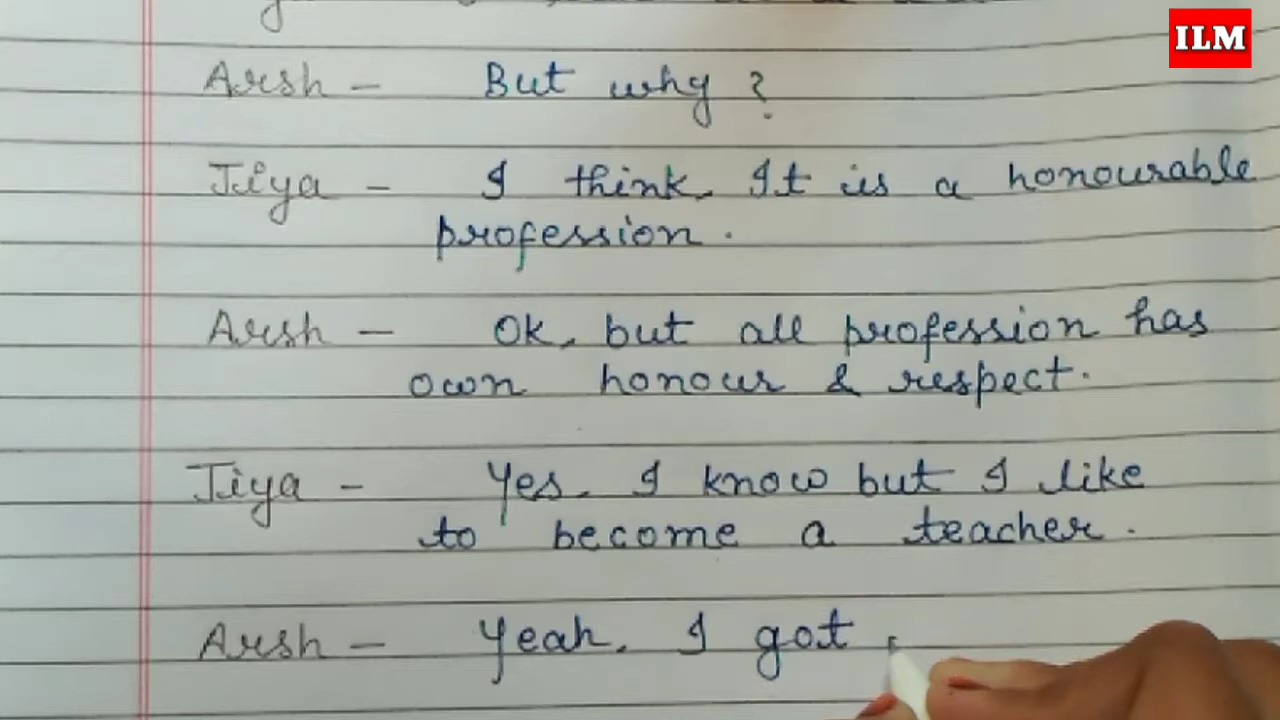 ILM
Arsh - But why ?
Jiya - I think, It is a honourable
profession.
Arsh - Ok, but all profession has
own honour & respect.
Jiya - Yes, I know but I like
to become a teacher.
Arsh - Yeah, I got